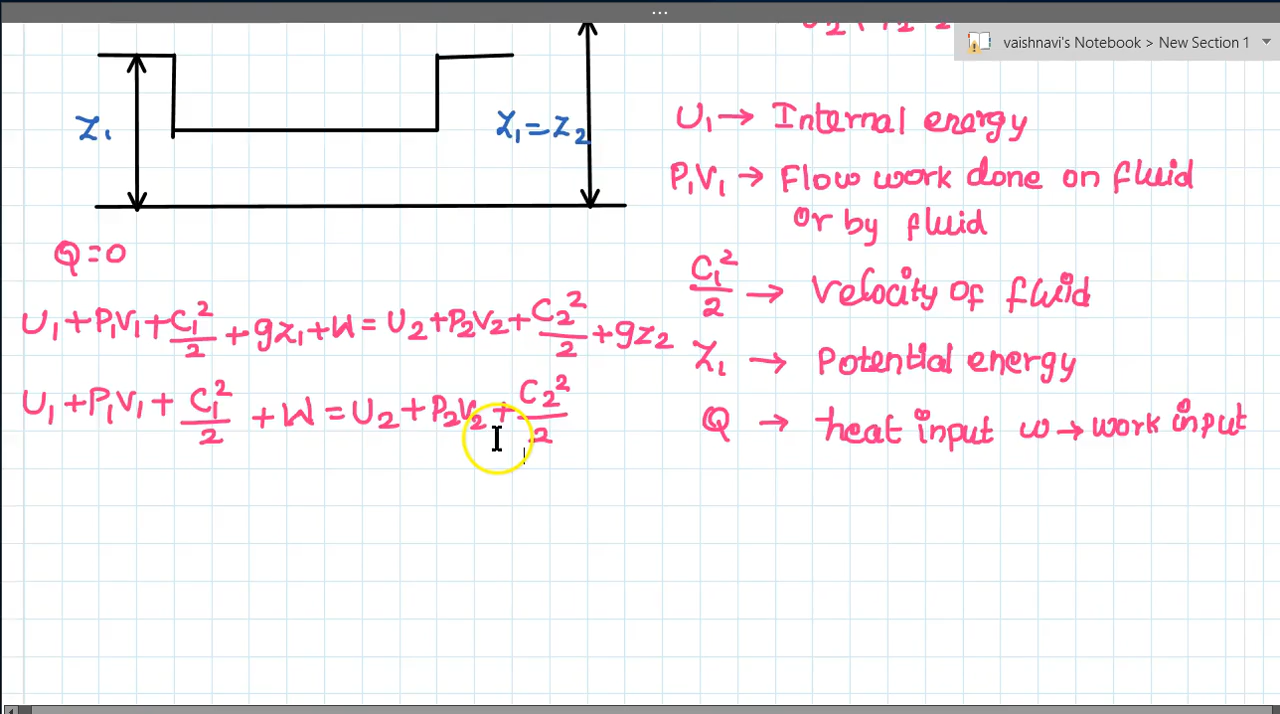 vaishnavi's Notebook > New Section 1
Z₁
Z₁=Z₂
U₁ → Internal energy
P₁V₁ → Flow work done on fluid
Or by fluid
Q=0
C₁²/2 → Velocity Of fluid
U₁+P₁V₁+C₁²/2+gz₁+W=U₂+P₂V₂+C₂²/2+gz₂
Z₁ → Potential energy
U₁+P₁V₁+C₁²/2+W=U₂+P₂V₂+C₂²/2
Q → heat input w→work input